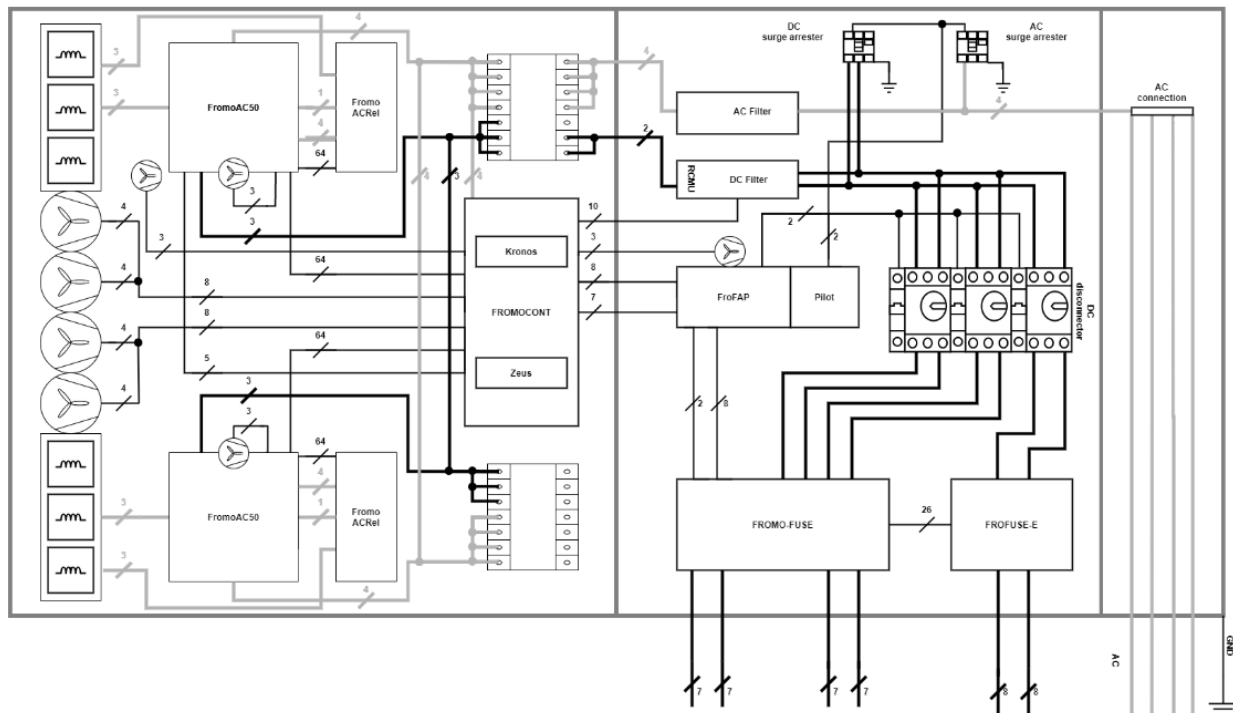 DC
surge arrester
AC
surge arrester
4
4
3
3
FromoAC50
Fromo
ACRel
1
4
64
3
3
AC Filter
4
AC
connection
2
RCMU
DC Filter
4
4
3
64
8
8
64
5
3
3
4
4
3
4
10
3
8
7
Kronos
FROMOCONT
Zeus
2
2
FroFAP
Pilot
DC
disconnector
2
8
64
4
1
3
3
4
FromoAC50
Fromo
ACRel
FROMO-FUSE
26
FROFUSE-E
7
7
7
7
8
8
AC
GND